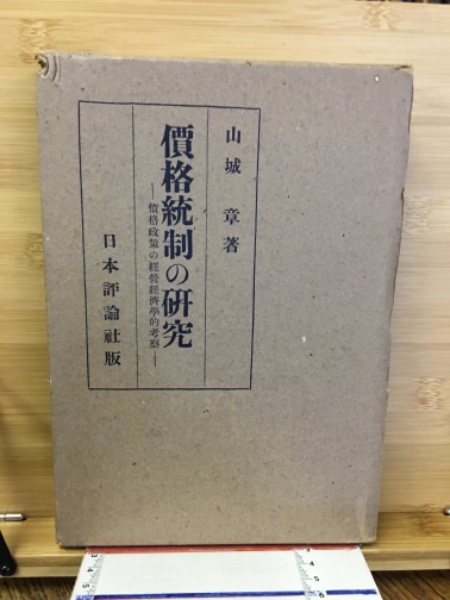 山城 章著
價格統制の研究
―價格政策の經營經濟學的考察―
日本評論社版